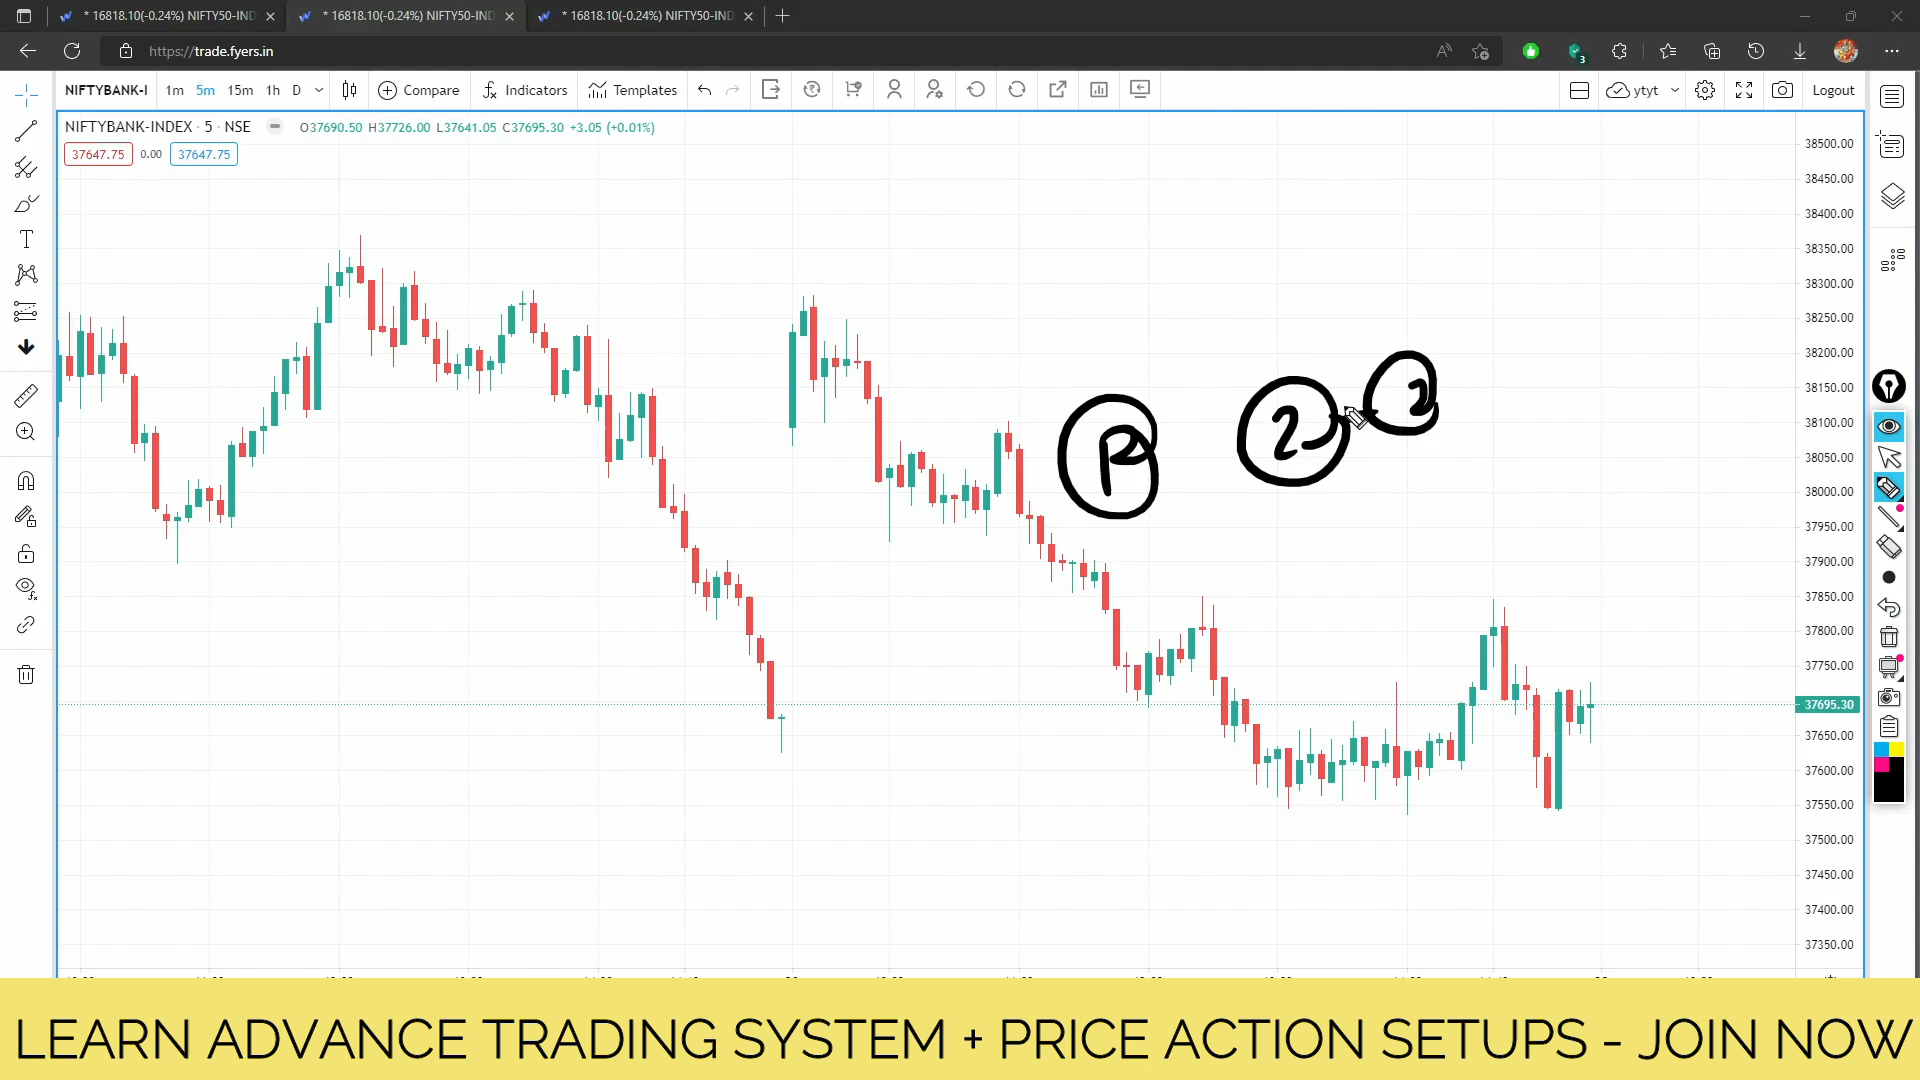 * 16818.10(-0.24%) NIFTY50-IND
* 16818.10(-0.24%) NIFTY50-IND
* 16818.10(-0.24%) NIFTY50-IND
https://trade.fyers.in
3
NIFTYBANK-I 1m 5m 15m 1h D Compare Indicators Templates ytyt Logout
NIFTYBANK-INDEX · 5 · NSE O37690.50 H37726.00 L37641.05 C37695.30 +3.05 (+0.01%)
37647.75 0.00 37647.75
38500.00
38450.00
38400.00
38350.00
38300.00
38250.00
38200.00
38150.00
38100.00
38050.00
38000.00
37950.00
37900.00
37850.00
37800.00
37750.00
37695.30
37650.00
37600.00
37550.00
37500.00
37450.00
37400.00
37350.00
R 2 2
LEARN ADVANCE TRADING SYSTEM + PRICE ACTION SETUPS - JOIN NOW